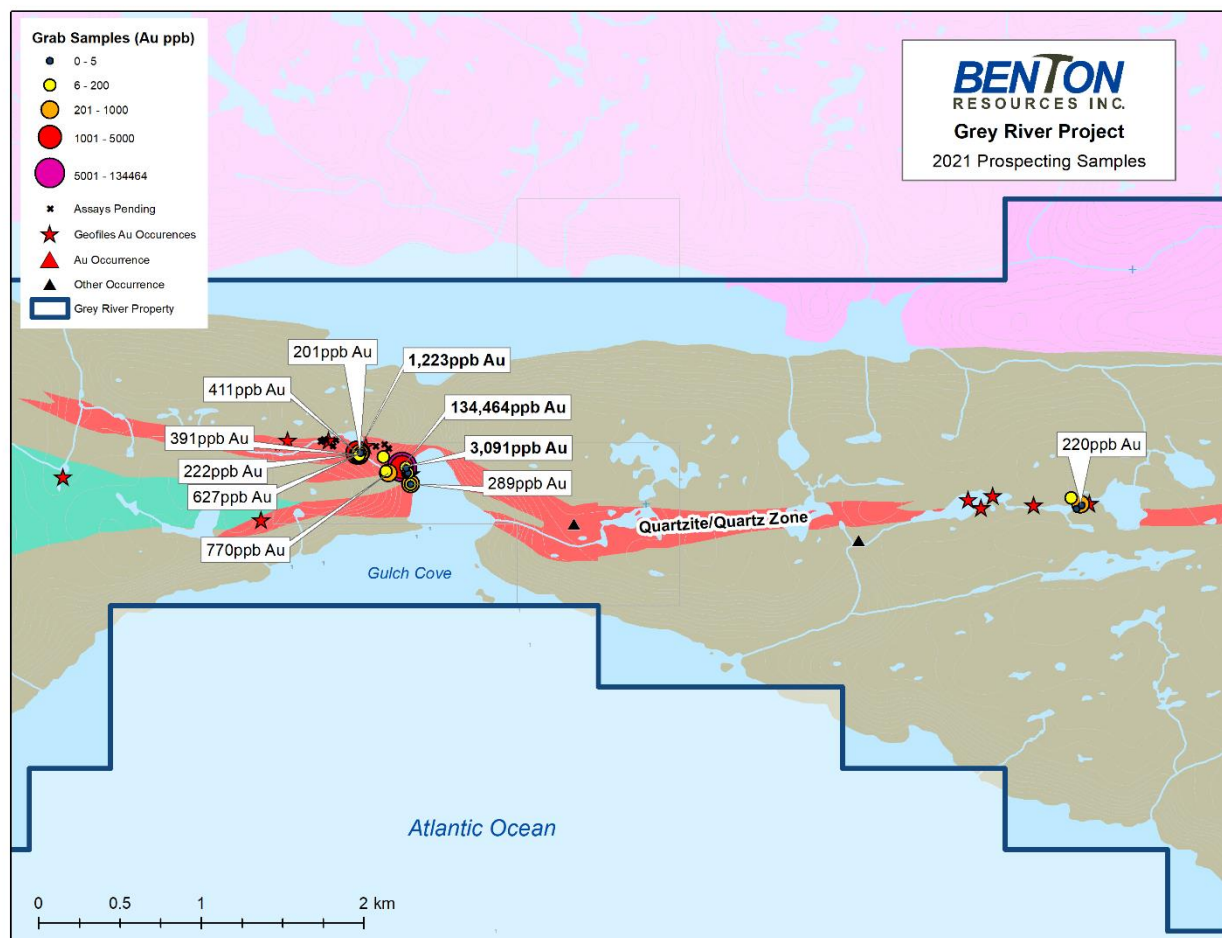 Grab Samples (Au ppb)
0 - 5
6 - 200
201 - 1000
1001 - 5000
5001 - 134464
Assays Pending
Geofiles Au Occurences
Au Occurrence
Other Occurrence
Grey River Property
BENTON
RESOURCES INC.
Grey River Project
2021 Prospecting Samples
201ppb Au
1,223ppb Au
411ppb Au
134,464ppb Au
391ppb Au
3,091ppb Au
220ppb Au
222ppb Au
289ppb Au
627ppb Au
Quartzite/Quartz Zone
770ppb Au
Gulch Cove
Atlantic Ocean
0 0.5 1 2 km